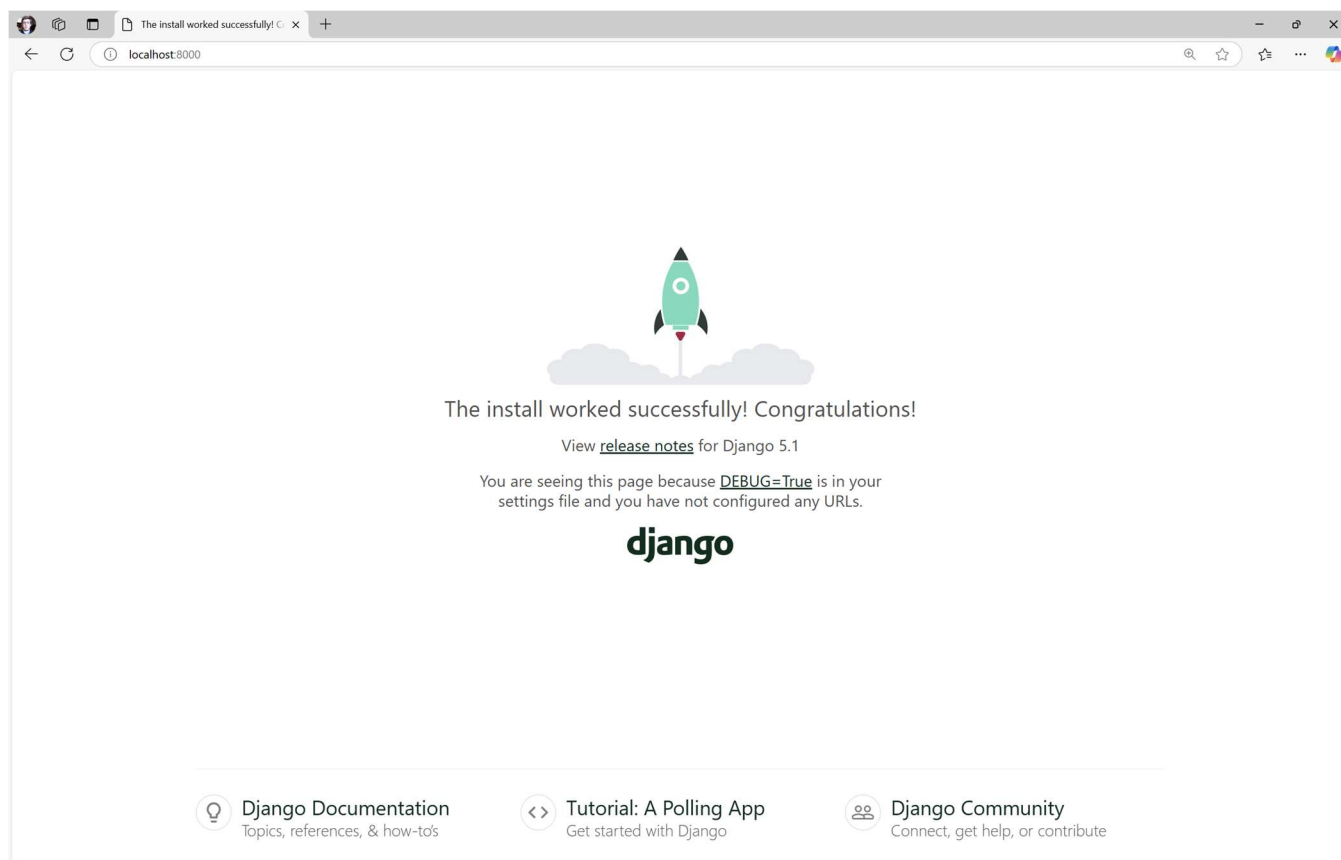 The install worked successfully! C
localhost:8000
The install worked successfully! Congratulations!
View release notes for Django 5.1
You are seeing this page because DEBUG=True is in your
settings file and you have not configured any URLs.
django
Django Documentation
Topics, references, & how-to's
Tutorial: A Polling App
Get started with Django
Django Community
Connect, get help, or contribute